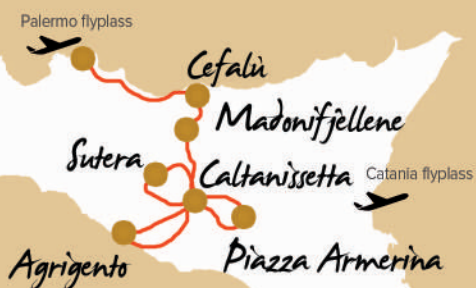 Palermo flyplass
Cefalù
Madonifjellene
Sutera
Caltanissetta
Catania flyplass
Piazza Armerina
Agrigento